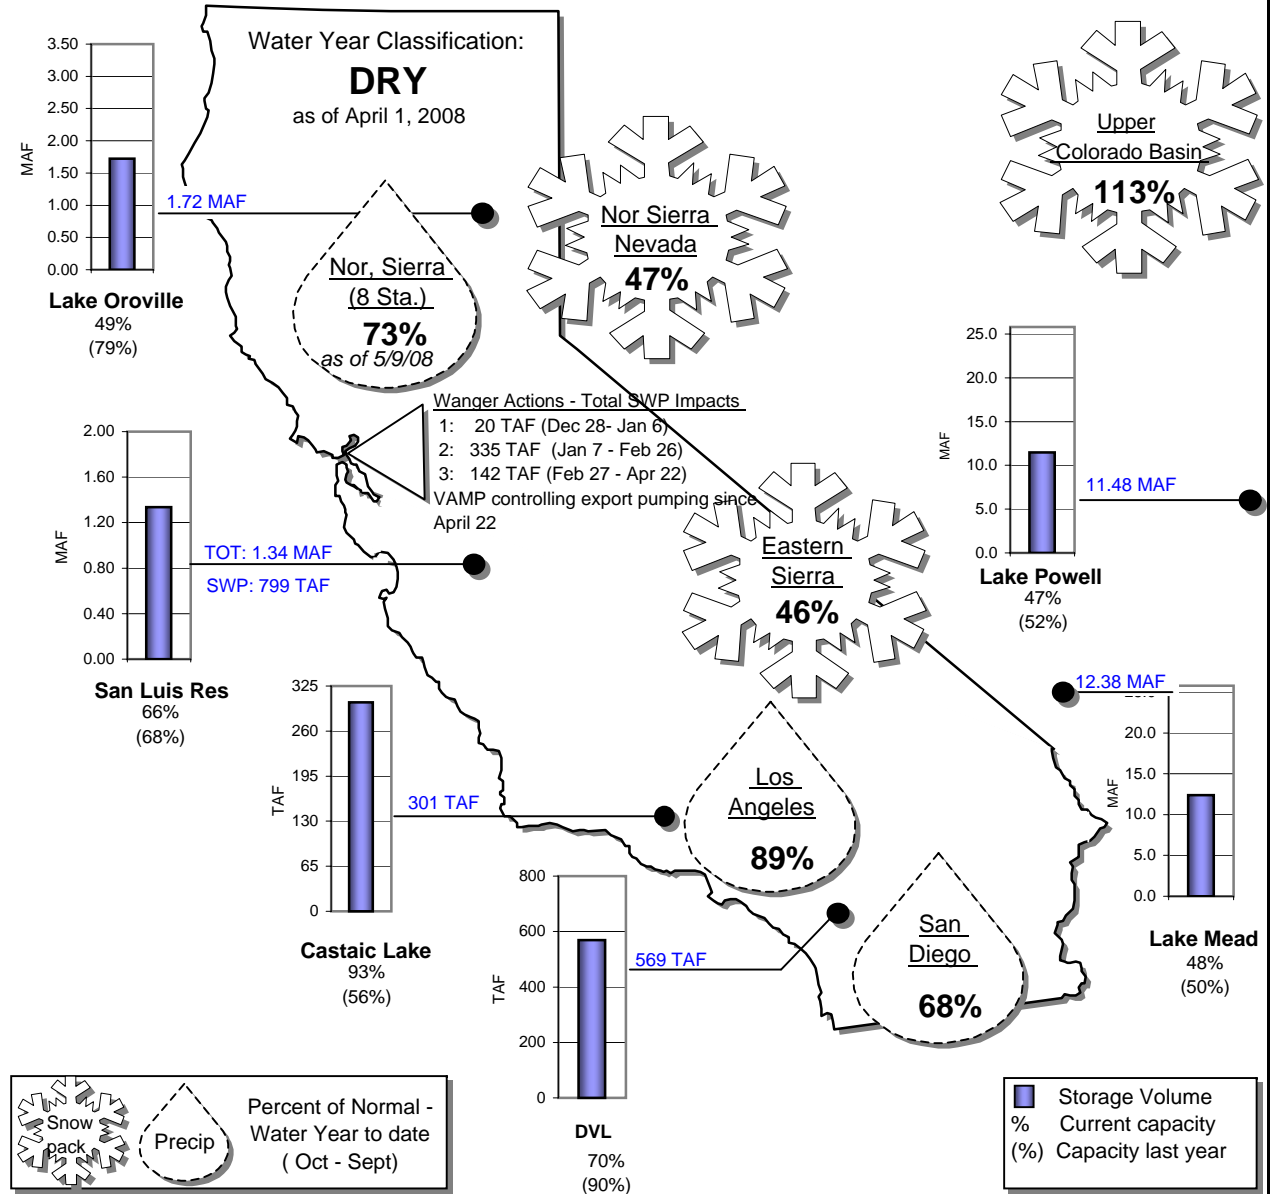 Water Year Classification:
DRY
as of April 1, 2008
3.50
3.00
2.50
2.00
1.50
1.00
0.50
0.00
MAF
1.72 MAF
Lake Oroville
49%
(79%)
Nor, Sierra
(8 Sta.)
73%
as of 5/9/08
Nor Sierra
Nevada
47%
Upper
Colorado Basin
113%
Wanger Actions - Total SWP Impacts
1: 20 TAF (Dec 28- Jan 6)
2: 335 TAF (Jan 7 - Feb 26)
3: 142 TAF (Feb 27 - Apr 22)
VAMP controlling export pumping since
April 22
2.00
1.60
1.20
0.80
0.40
0.00
MAF
TOT: 1.34 MAF
SWP: 799 TAF
San Luis Res
66%
(68%)
Eastern
Sierra
46%
25.0
20.0
15.0
10.0
5.0
0.0
MAF
11.48 MAF
Lake Powell
47%
(52%)
325
260
195
130
65
0
TAF
301 TAF
Castaic Lake
93%
(56%)
Los
Angeles
89%
12.38 MAF
20.0
15.0
10.0
5.0
0.0
MAF
Lake Mead
48%
(50%)
800
600
400
200
0
TAF
569 TAF
DVL
70%
(90%)
San
Diego
68%
Snow
pack
Precip
Percent of Normal -
Water Year to date
( Oct - Sept)
Storage Volume
% Current capacity
(%) Capacity last year